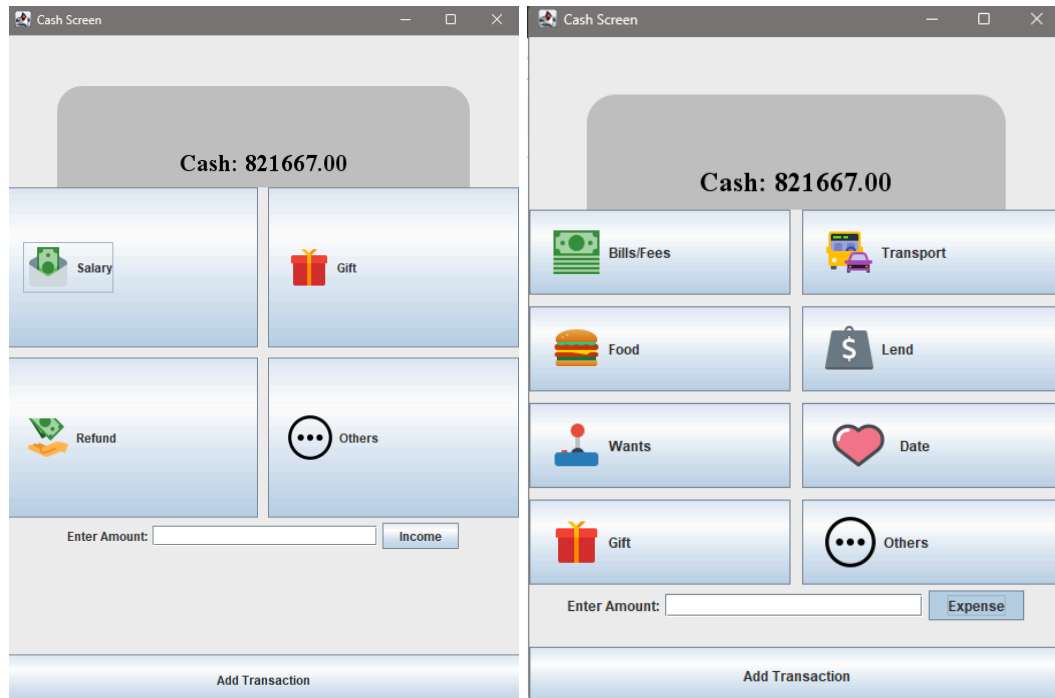 Cash Screen
Cash: 821667.00
Salary
Gift
Refund
Others
Enter Amount:
Income
Add Transaction
Cash Screen
Cash: 821667.00
Bills/Fees
Transport
Food
$
Lend
Wants
Date
Gift
Others
Enter Amount:
Expense
Add Transaction